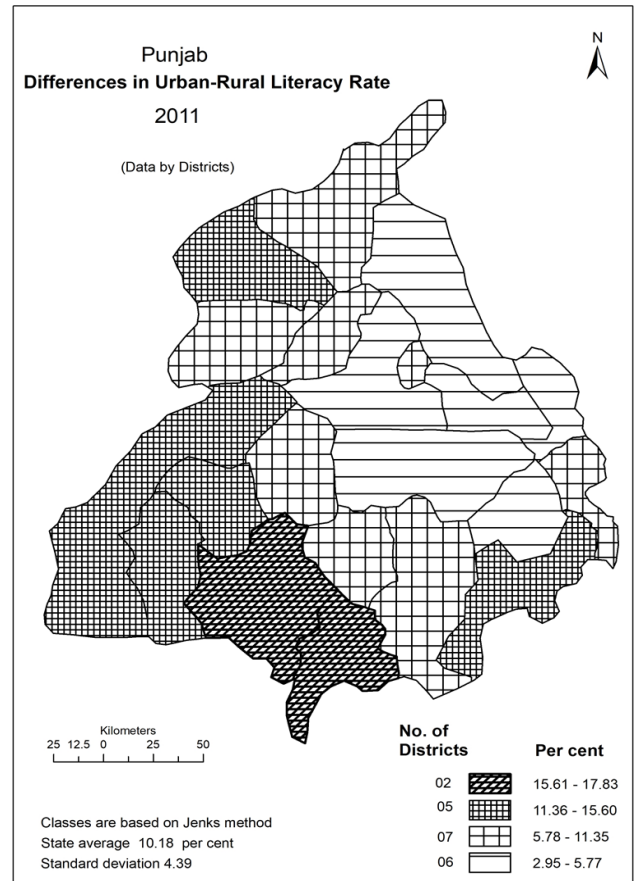 Punjab
Differences in Urban-Rural Literacy Rate
2011
(Data by Districts)
N
Kilometers
25 12.5 0 25 50
Classes are based on Jenks method
State average 10.18 per cent
Standard deviation 4.39
No. of
Districts Per cent
02 15.61 - 17.83
05 11.36 - 15.60
07 5.78 - 11.35
06 2.95 - 5.77